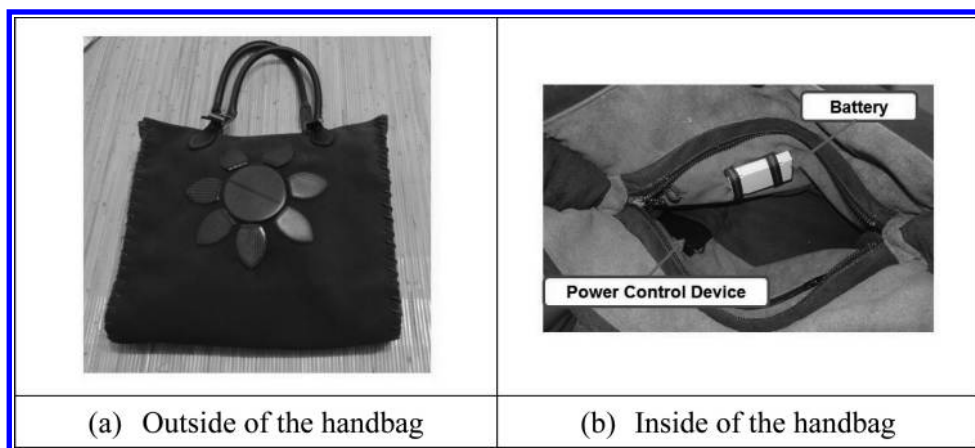 Battery
Power Control Device
(a) Outside of the handbag
(b) Inside of the handbag